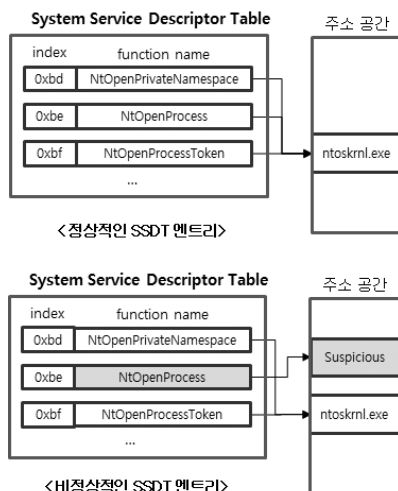 System Service Descriptor Table
주소 공간
index function name
0xbd NtOpenPrivateNamespace
0xbe NtOpenProcess
0xbf NtOpenProcessToken
ntoskrnl.exe
...
<정상적인 SSDT 엔트리>
System Service Descriptor Table
주소 공간
index function name
0xbd NtOpenPrivateNamespace
Suspicious
0xbe NtOpenProcess
0xbf NtOpenProcessToken
ntoskrnl.exe
...
<비정상적인 SSDT 엔트리>